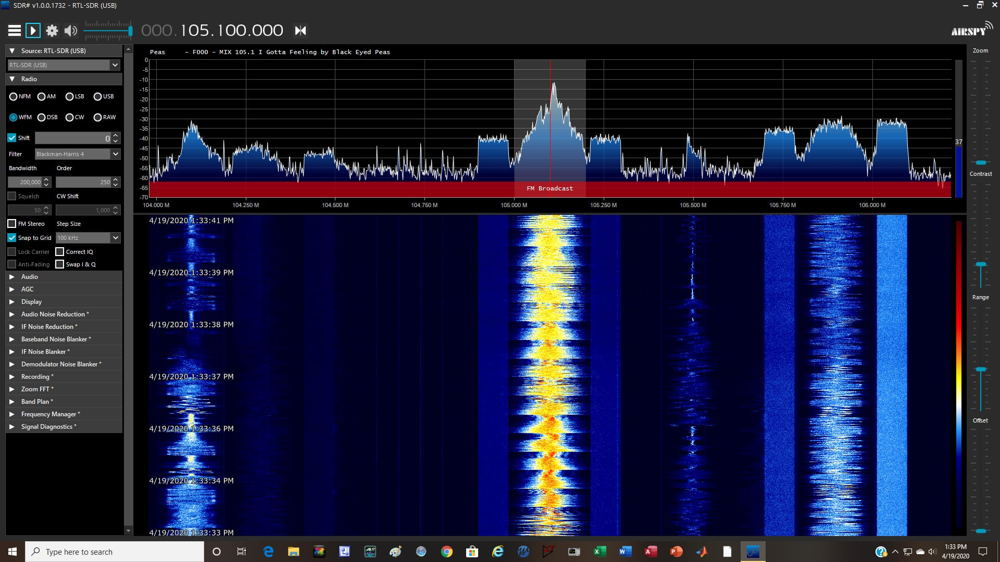 SDR# v1.0.0.1732 - RTL-SDR (USB)
000.105.100.000
AIRSPY
Source: RTL-SDR (USB)
RTL-SDR (USB)
Radio
NFM AM LSB USB
WFM DSB CW RAW
Shift 0
Filter Blackman-Harris 4
Bandwidth Order
200,000 250
Squelch CW Shift
50 1,000
FM Stereo Step Size
Snap to Grid 100 kHz
Lock Carrier Correct IQ
Anti-Fading Swap I & Q
Audio
AGC
Display
Audio Noise Reduction *
IF Noise Reduction *
Baseband Noise Blanker *
IF Noise Blanker *
Demodulator Noise Blanker *
Recording *
Zoom FFT *
Band Plan *
Frequency Manager *
Signal Diagnostics *
Peas - F000 - MIX 105.1 I Gotta Feeling by Black Eyed Peas
0
-5
-10
-15
-20
-25
-30
-35
-40
-45
-50
-55
-60
-65
-70
FM Broadcast
37
104.000 M 104.250 M 104.500 M 104.750 M 105.000 M 105.250 M 105.500 M 105.750 M 106.000 M
4/19/2020 1:33:41 PM
4/19/2020 1:33:39 PM
4/19/2020 1:33:38 PM
4/19/2020 1:33:37 PM
4/19/2020 1:33:36 PM
4/19/2020 1:33:34 PM
4/19/2020 1:33:33 PM
Zoom
Contrast
Range
Offset
Type here to search
1:33 PM
4/19/2020